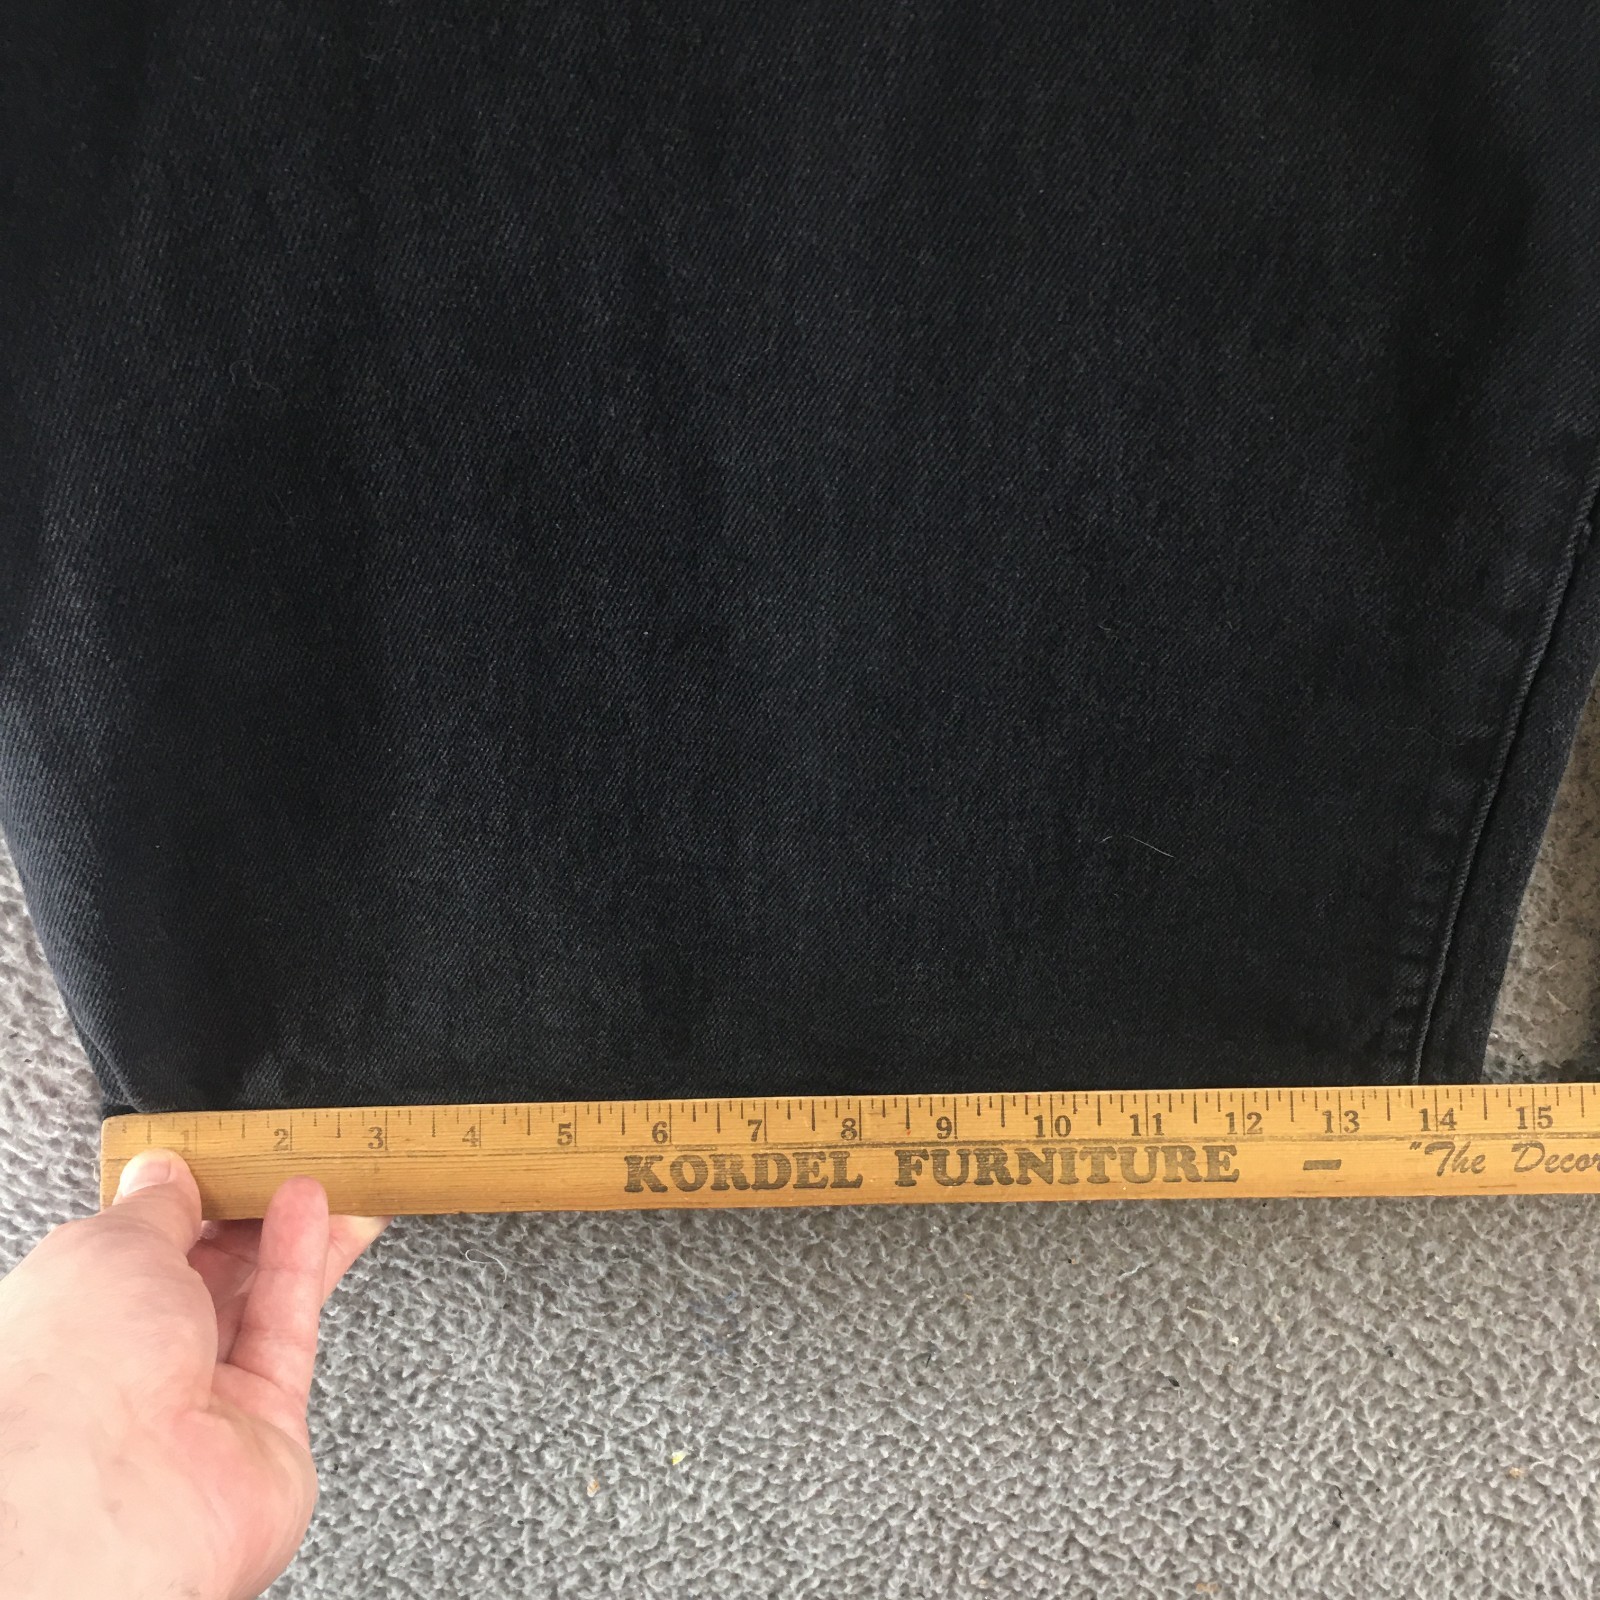 1 2 3 4 5 6 7 8 9 10 11 12 13 14 15
KORDEL FURNITURE - "The Decor